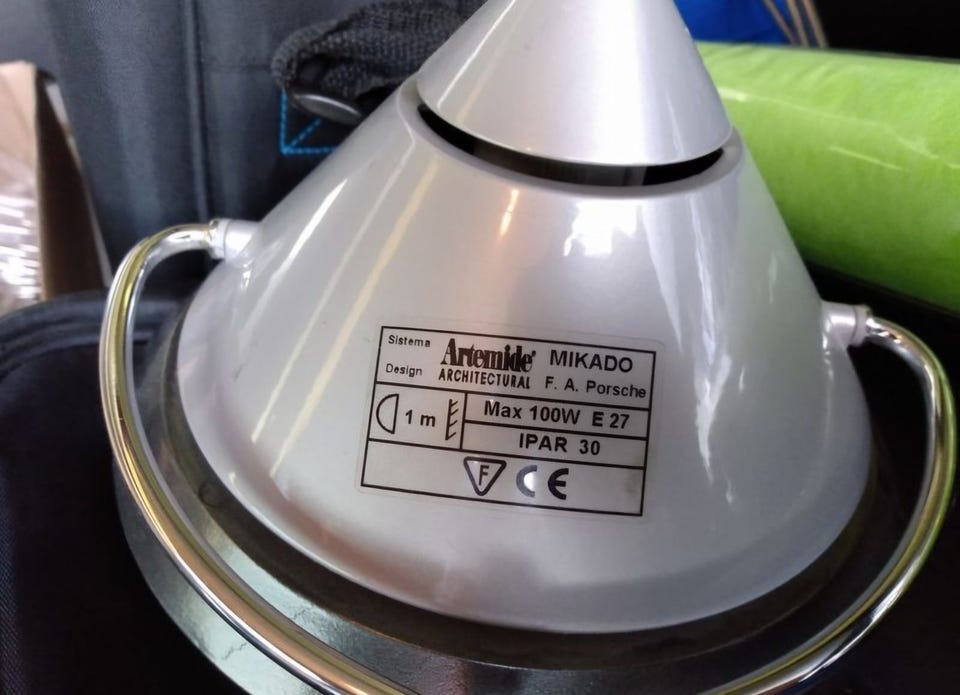 Sistema Artemide® MIKADO
Design ARCHITECTURAL F. A. Porsche
1 m Max 100W E 27
IPAR 30
F CE